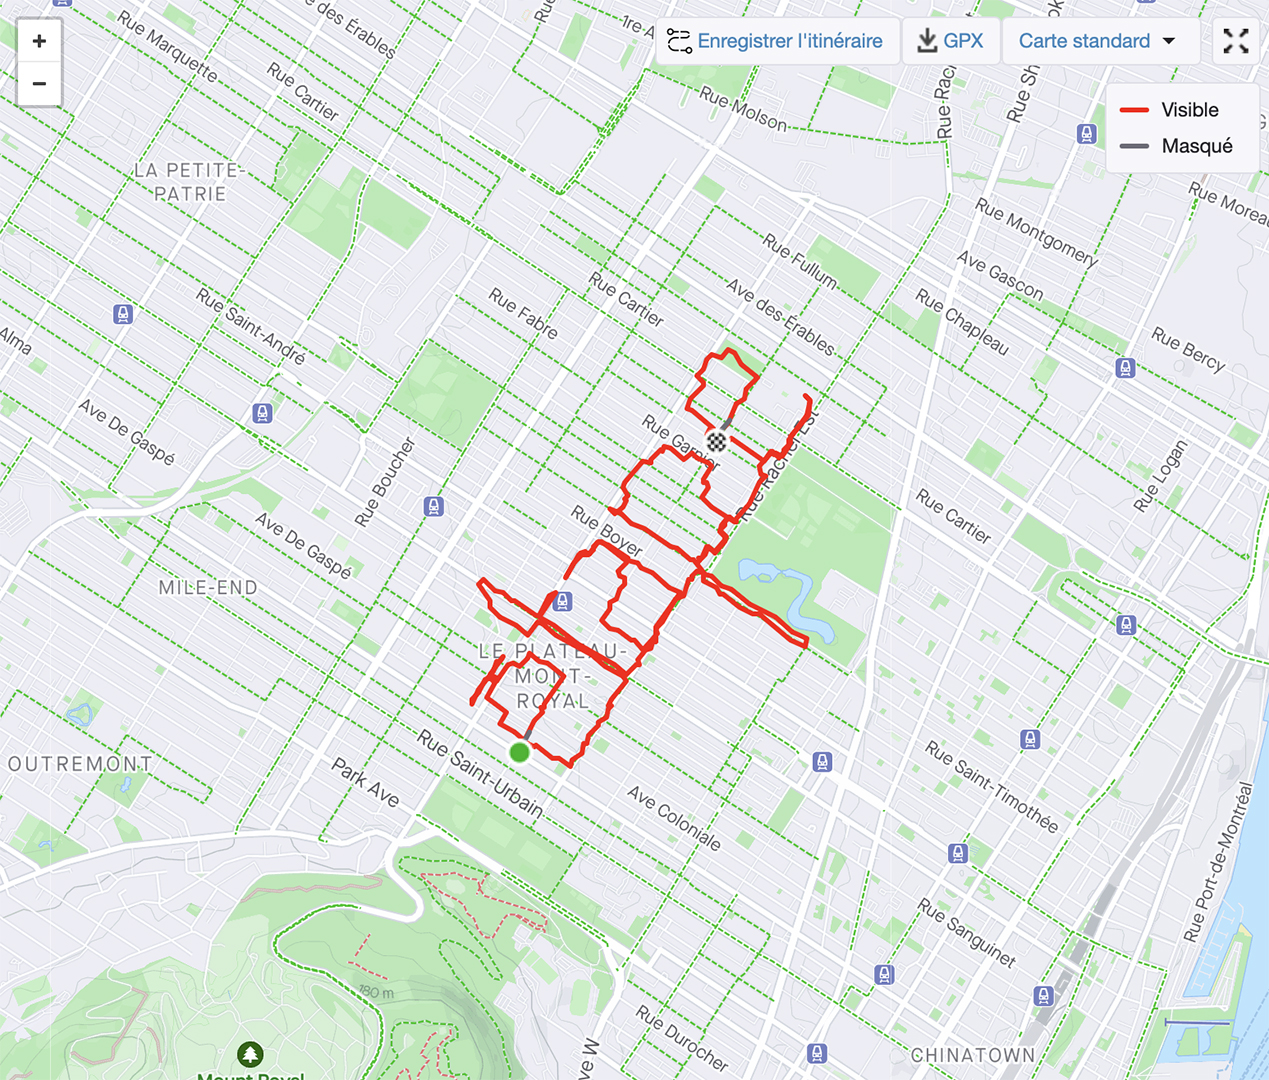 +
−
Enregistrer l'itinéraire
GPX
Carte standard
Visible
Masqué
des Érables
Rue
1re A
Rue Marquette
Rue Cartier
Rue Molson
Rue Sh
LA PETITE-
PATRIE
Rue Montgomery
Rue Fullum
Ave Gascon
Rue Cartier
Ave des Érables
Rue Saint-André
Rue Fabre
Rue Chapleau
Rue Bercy
Alma
Ave De Gaspé
Rue Garnier
Rue Rachel Est
Rue Boucher
Rue Logan
Rue Cartier
Ave De Gaspé
Rue Boyer
MILE-END
LE PLATEAU-
MONT-
ROYAL
OUTREMONT
Park Ave
Rue Saint-Urbain
Rue Saint-Timothée
Ave Coloniale
Rue Port-de-Montréal
Rue Sanguinet
180 m
Rue Durocher
CHINATOWN
Mount Royal